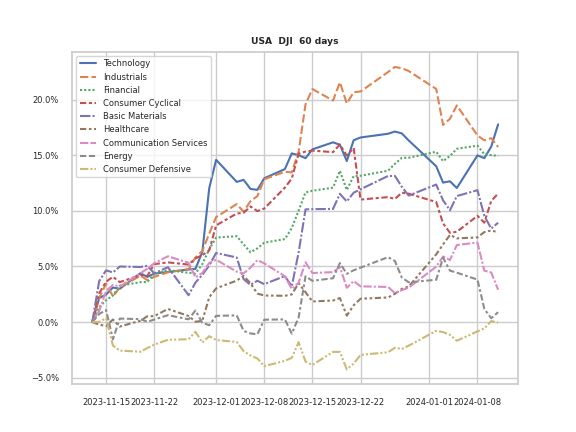 USA DJI 60 days
Technology
Industrials
Financial
Consumer Cyclical
Basic Materials
Healthcare
Communication Services
Energy
Consumer Defensive
20.0%
15.0%
10.0%
5.0%
0.0%
−5.0%
2023-11-15 2023-11-22 2023-12-01 2023-12-08 2023-12-15 2023-12-22 2024-01-01 2024-01-08